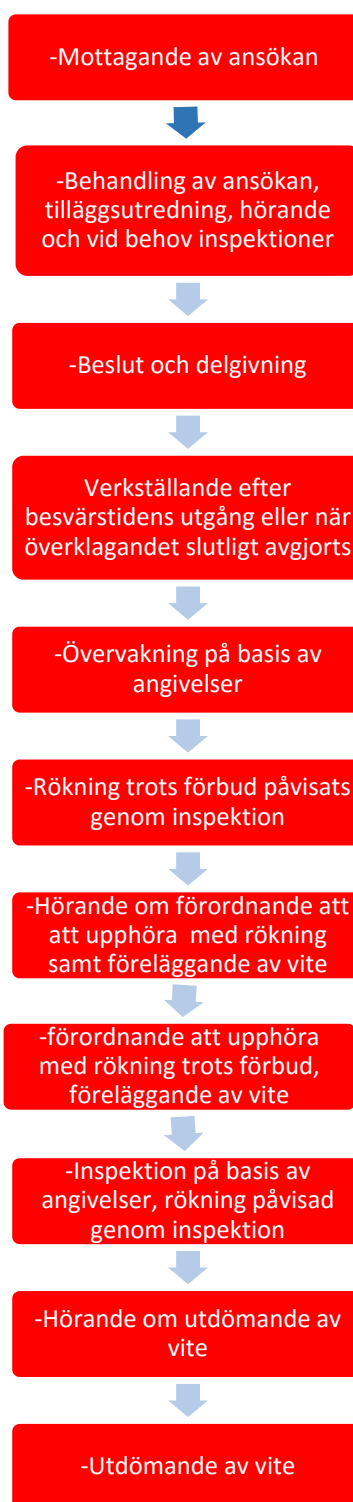 -Mottagande av ansökan
-Behandling av ansökan,
tilläggsutredning, hörande
och vid behov inspektioner
-Beslut och delgivning
Verkställande efter
besvärstidens utgång eller när
överklagandet slutligt avgjorts
-Övervakning på basis av
angivelser
-Rökning trots förbud påvisats
genom inspektion
-Hörande om förordnande att
att upphöra med rökning
samt föreläggande av vite
-förordnande att upphöra
med rökning trots förbud,
föreläggande av vite
-Inspektion på basis av
angivelser, rökning påvisad
genom inspektion
-Hörande om utdömande av
vite
-Utdömande av vite